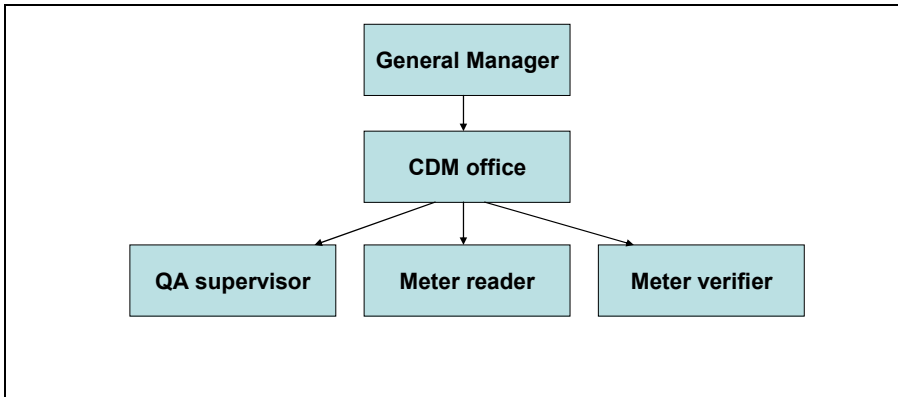 General Manager
CDM office
QA supervisor
Meter reader
Meter verifier